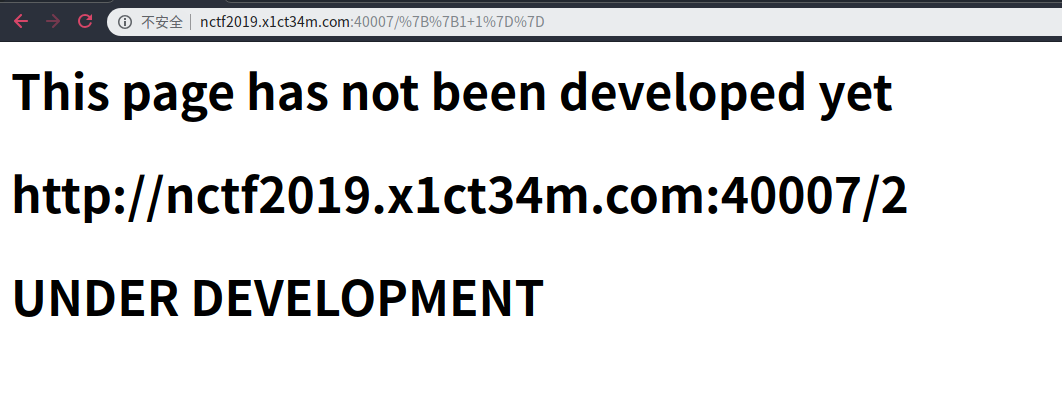 不安全 nctf2019.x1ct34m.com:40007/%7B%7B1+1%7D%7D
This page has not been developed yet
http://nctf2019.x1ct34m.com:40007/2
UNDER DEVELOPMENT